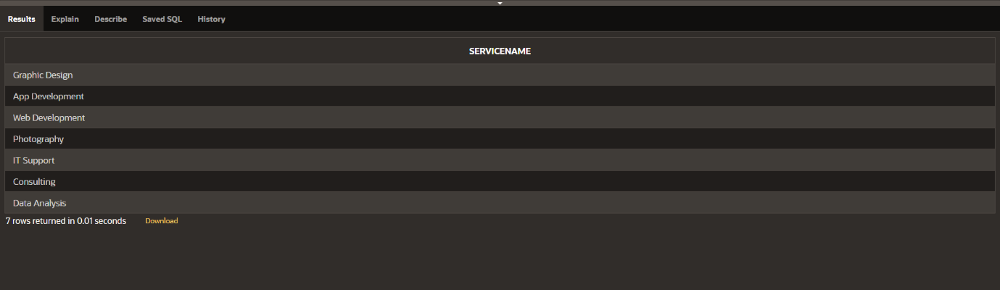 Results Explain Describe Saved SQL History
SERVICENAME
Graphic Design
App Development
Web Development
Photography
IT Support
Consulting
Data Analysis
7 rows returned in 0.01 seconds Download